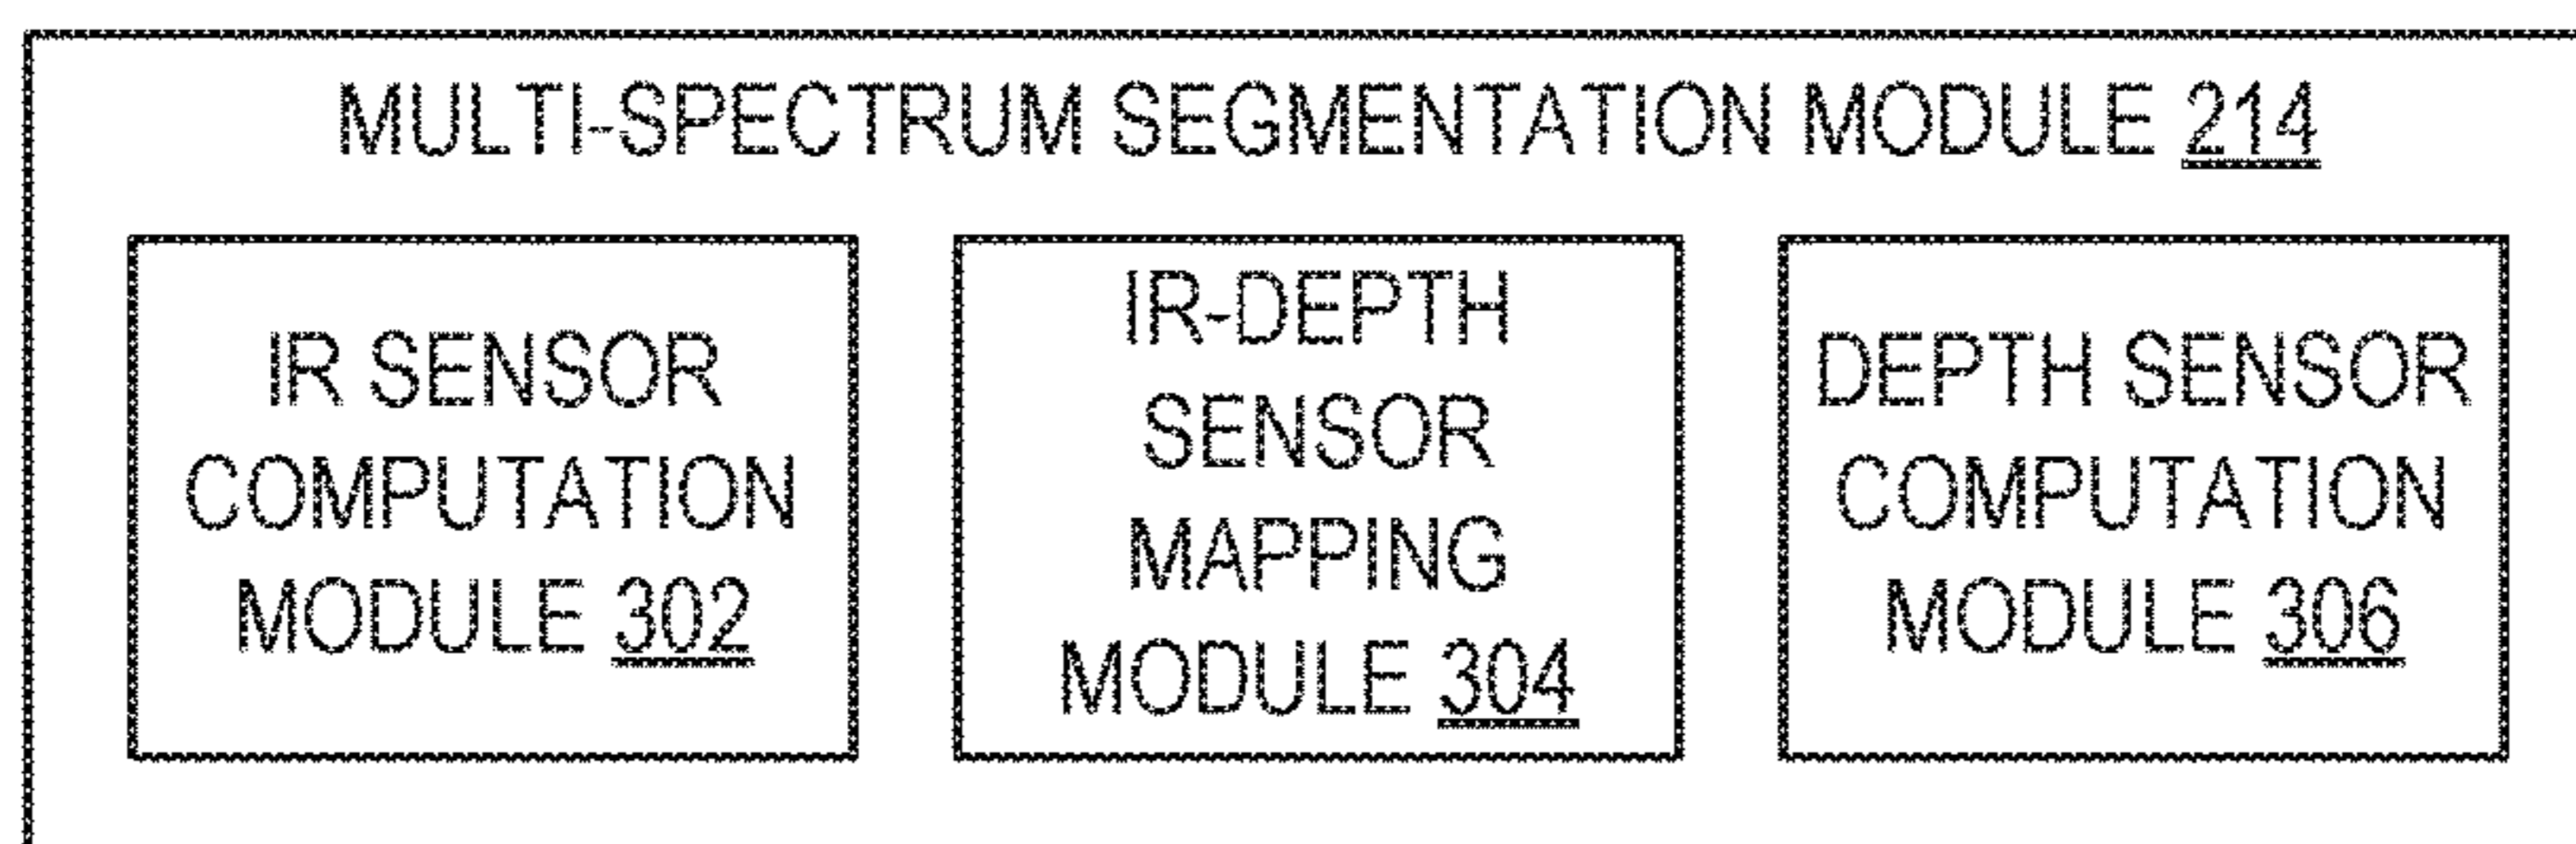 MULTI-SPECTRUM SEGMENTATION MODULE 214
IR SENSOR
COMPUTATION
MODULE 302
IR-DEPTH
SENSOR
MAPPING
MODULE 304
DEPTH SENSOR
COMPUTATION
MODULE 306